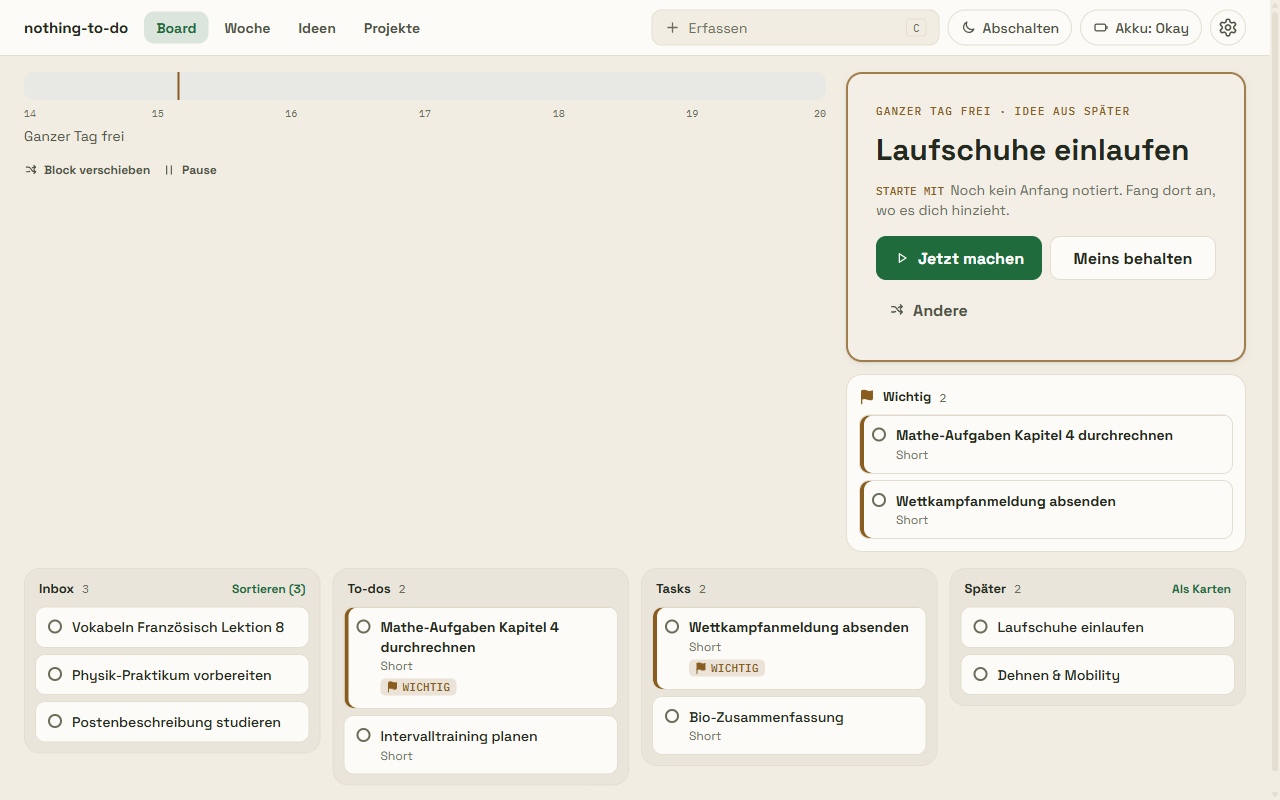 nothing-to-do
Board
Woche
Ideen
Projekte
Erfassen
C
Abschalten
Akku: Okay
14 15 16 17 18 19 20
Ganzer Tag frei
Block verschieben
Pause
GANZER TAG FREI · IDEE AUS SPÄTER
Laufschuhe einlaufen
STARTE MIT Noch kein Anfang notiert. Fang dort an,
wo es dich hinzieht.
Jetzt machen
Meins behalten
Andere
Wichtig 2
Mathe-Aufgaben Kapitel 4 durchrechnen
Short
Wettkampfanmeldung absenden
Short
Inbox 3
Sortieren (3)
Vokabeln Französisch Lektion 8
Physik-Praktikum vorbereiten
Postenbeschreibung studieren
To-dos 2
Mathe-Aufgaben Kapitel 4
durchrechnen
Short
WICHTIG
Intervalltraining planen
Short
Tasks 2
Wettkampfanmeldung absenden
Short
WICHTIG
Bio-Zusammenfassung
Short
Später 2
Als Karten
Laufschuhe einlaufen
Dehnen & Mobility